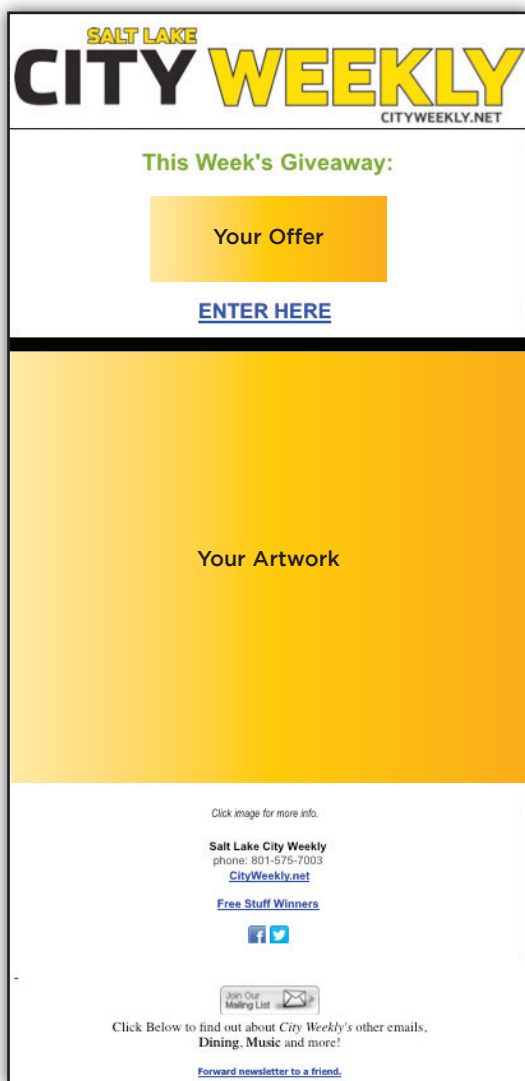 SALT LAKE
CITY WEEKLY
CITYWEEKLY.NET
This Week's Giveaway:
Your Offer
ENTER HERE
Your Artwork
Click image for more info.
Salt Lake City Weekly
phone: 801-575-7003
CityWeekly.net
Free Stuff Winners
Join Our
Mailing List
Click Below to find out about City Weekly's other emails,
Dining, Music and more!
Forward newsletter to a friend.